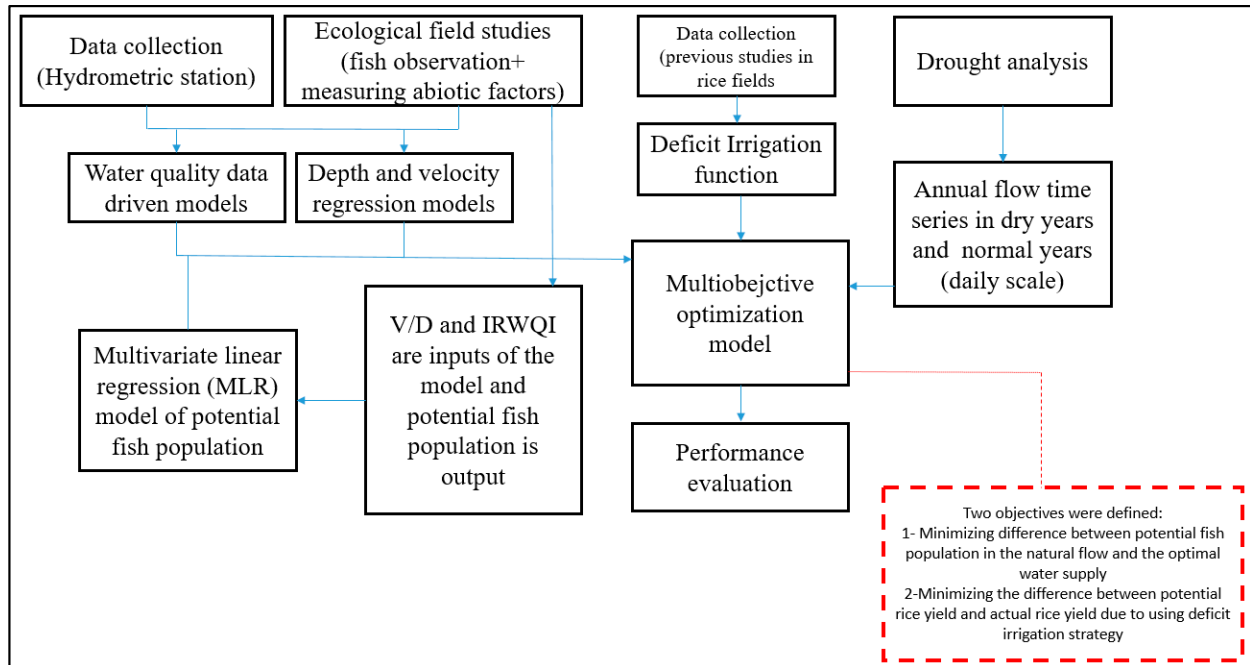 Data collection
(Hydrometric station)
Ecological field studies
(fish observation+
measuring abiotic factors)
Data collection
(previous studies in
rice fields
Drought analysis
Water quality data
driven models
Depth and velocity
regression models
Deficit Irrigation
function
Annual flow time
series in dry years
and normal years
(daily scale)
Multiobejctive
optimization
model
Multivariate linear
regression (MLR)
model of potential
fish population
V/D and IRWQI
are inputs of the
model and
potential fish
population is
output
Performance
evaluation
Two objectives were defined:
1- Minimizing difference between potential fish
population in the natural flow and the optimal
water supply
2-Minimizing the difference between potential
rice yield and actual rice yield due to using deficit
irrigation strategy